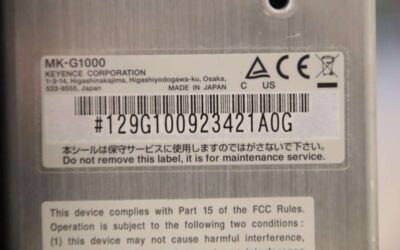 MK-G1000
KEYENCE CORPORATION
1-3-14, Higashinakajima, Higashiyodogawa-ku, Osaka,
533-8555, Japan
MADE IN JAPAN
C US
CE
#129G100923421A0G
本シールは保守サービスに使用しますのではがさないで下さい。
Do not remove this label, it is for maintenance service.
This device complies with Part 15 of the FCC Rules.
Operation is subject to the following two conditions :
(1) this device may not cause harmful interference,